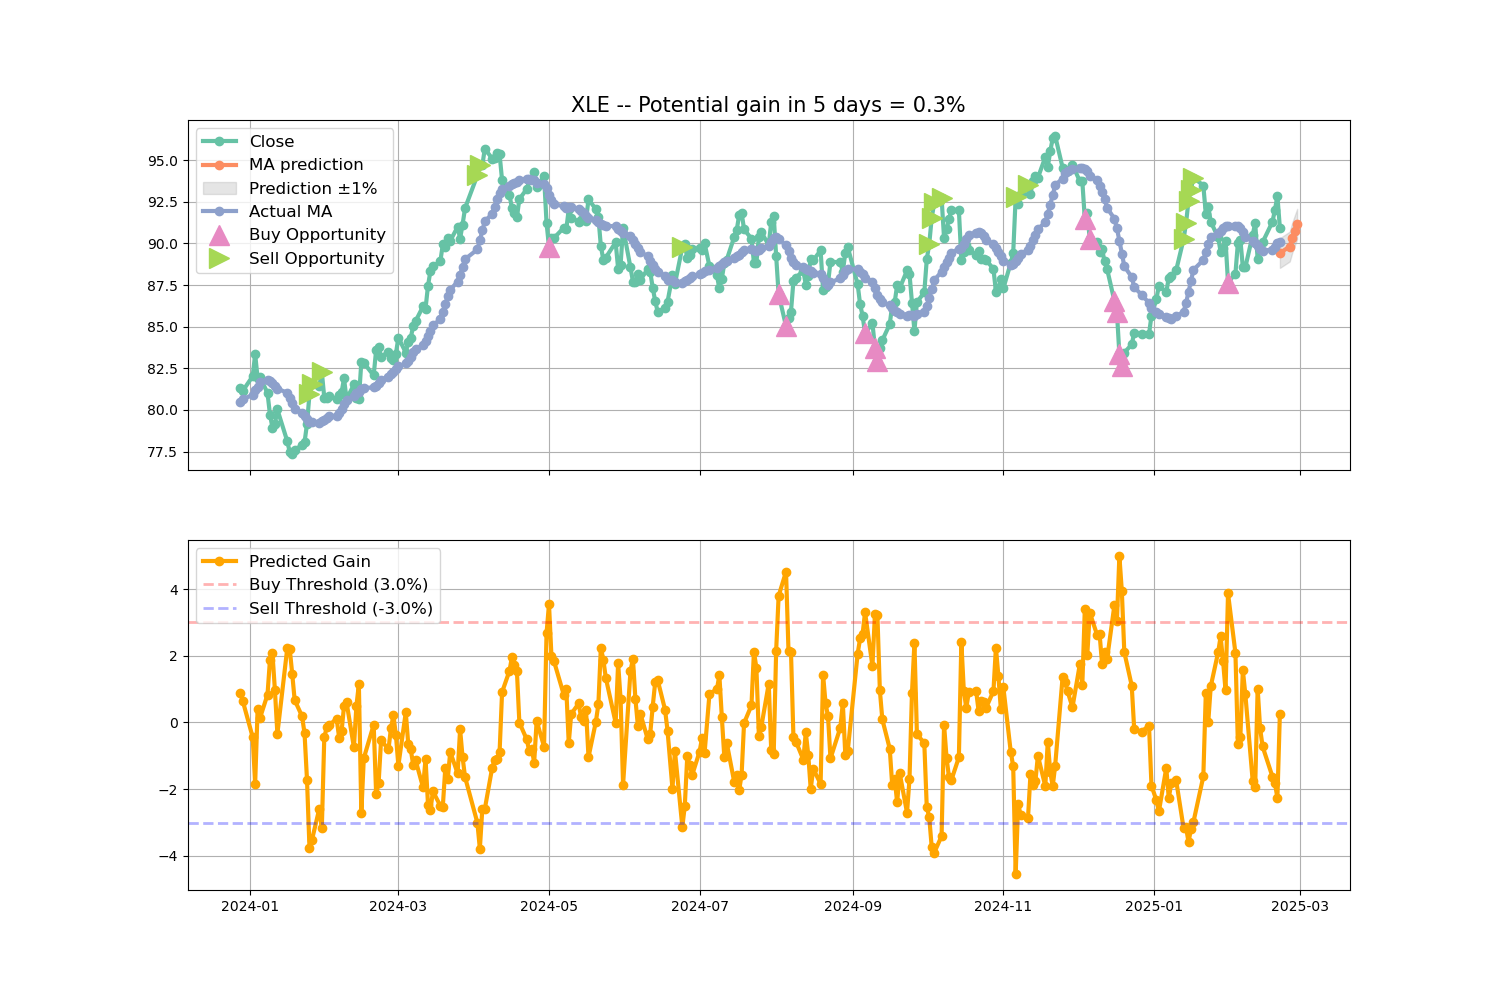 XLE -- Potential gain in 5 days = 0.3%
Close
MA prediction
Prediction ±1%
Actual MA
Buy Opportunity
Sell Opportunity
95.0
92.5
90.0
87.5
85.0
82.5
80.0
77.5
Predicted Gain
Buy Threshold (3.0%)
Sell Threshold (-3.0%)
4
2
0
−2
−4
2024-01 2024-03 2024-05 2024-07 2024-09 2024-11 2025-01 2025-03